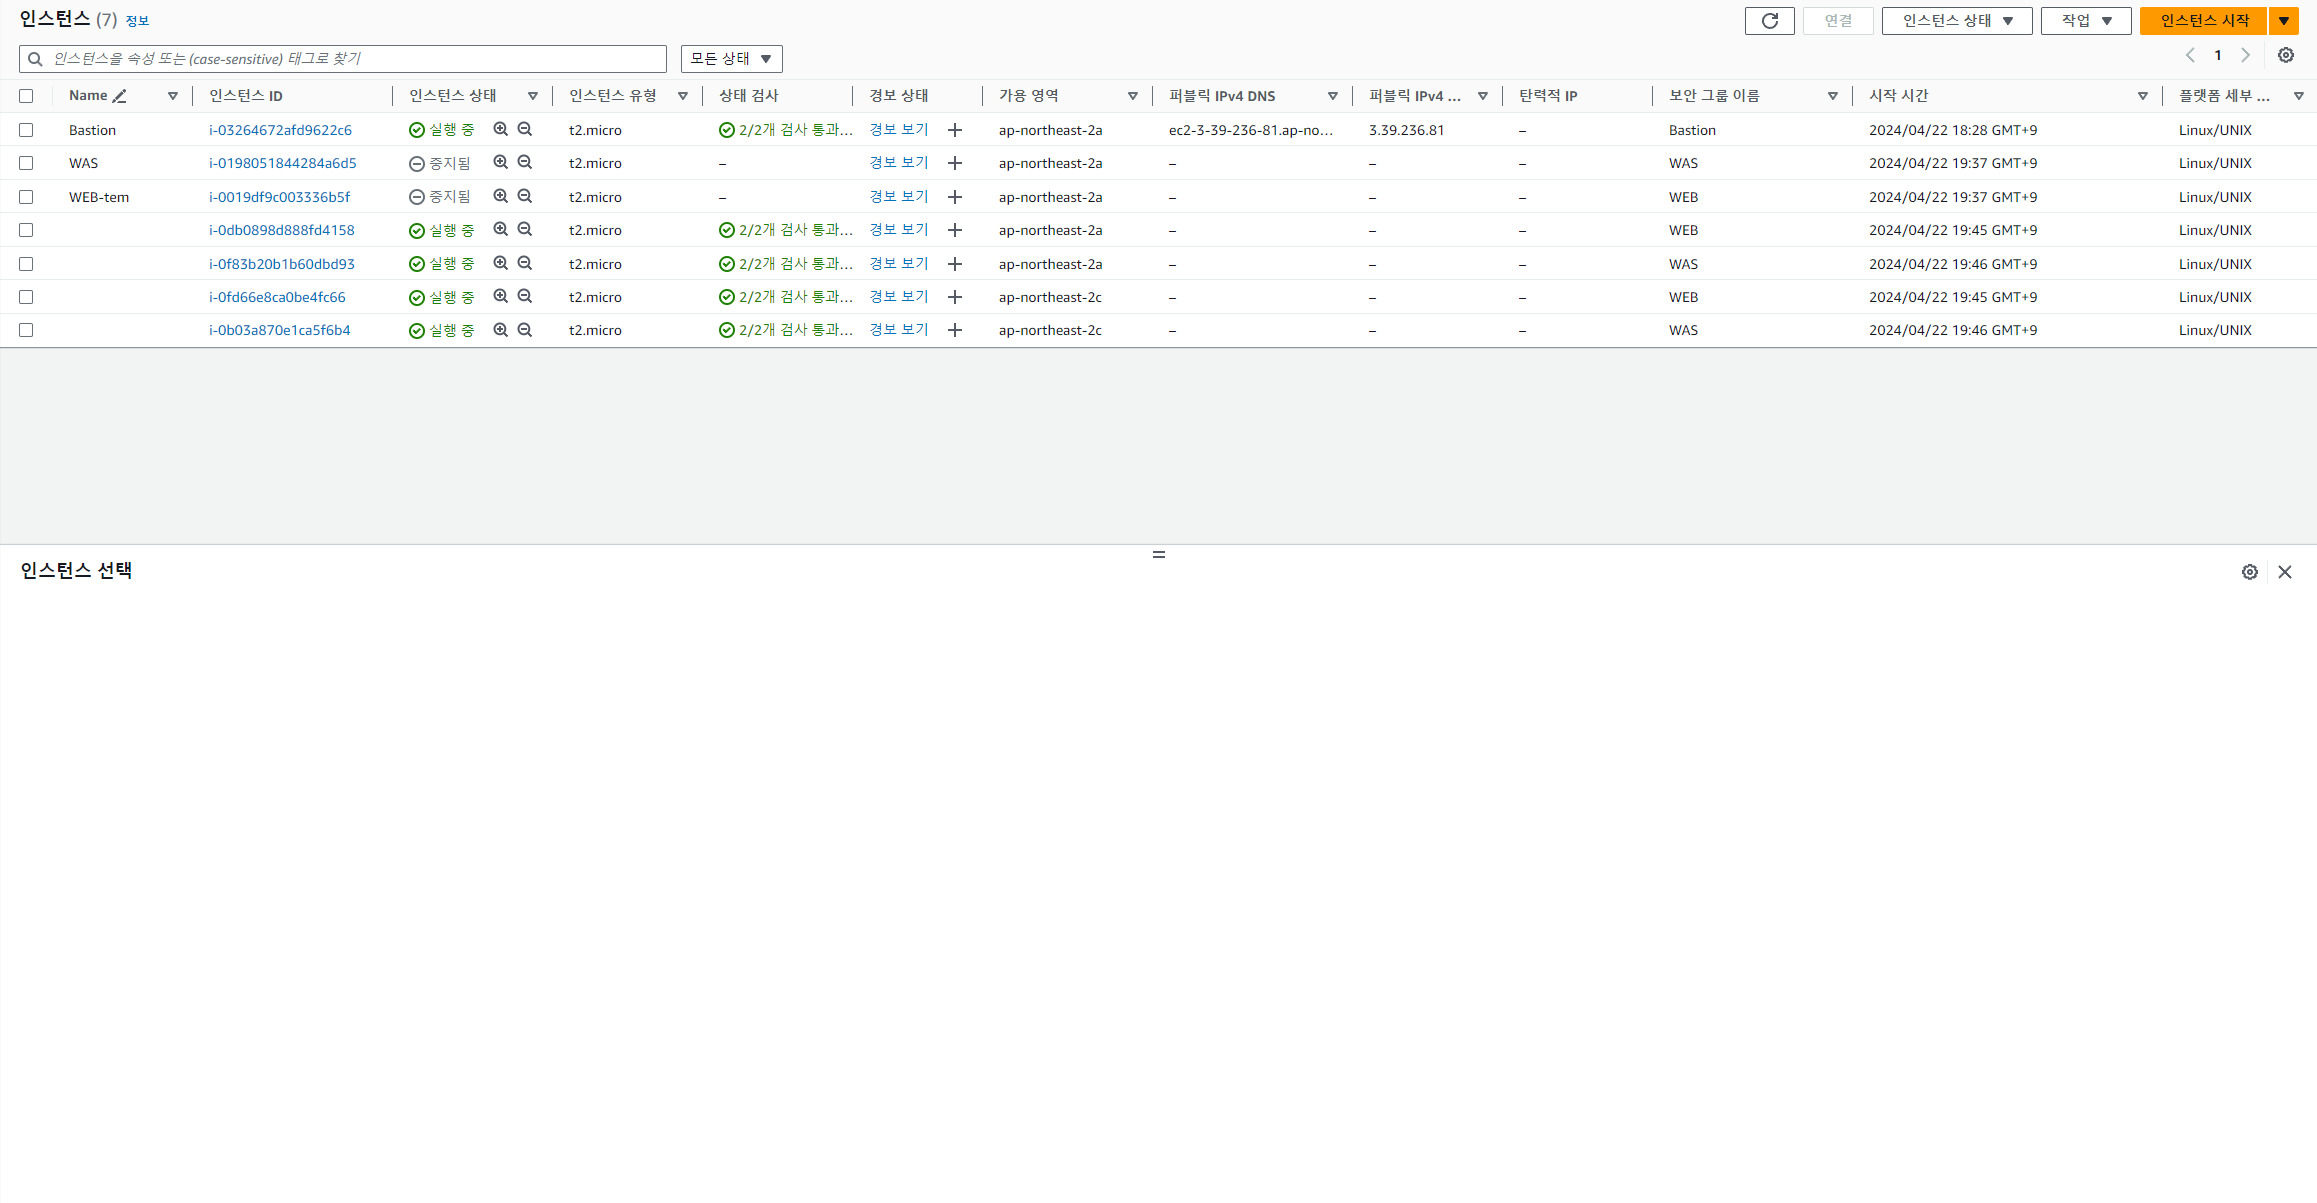 인스턴스 (7) 정보
연결 인스턴스 상태 작업 인스턴스 시작
인스턴스을 속성 또는 (case-sensitive) 태그로 찾기 모든 상태 1
Name 인스턴스 ID 인스턴스 상태 인스턴스 유형 상태 검사 경보 상태 가용 영역 퍼블릭 IPv4 DNS 퍼블릭 IPv4 ... 탄력적 IP 보안 그룹 이름 시작 시간 플랫폼 세부 ...
Bastion i-03264672afd9622c6 실행 중 t2.micro 2/2개 검사 통과... 경보 보기 + ap-northeast-2a ec2-3-39-236-81.ap-no... 3.39.236.81 – Bastion 2024/04/22 18:28 GMT+9 Linux/UNIX
WAS i-0198051844284a6d5 중지됨 t2.micro – 경보 보기 + ap-northeast-2a – – – WAS 2024/04/22 19:37 GMT+9 Linux/UNIX
WEB-tem i-0019df9c003336b5f 중지됨 t2.micro – 경보 보기 + ap-northeast-2a – – – WEB 2024/04/22 19:37 GMT+9 Linux/UNIX
i-0db0898d888fd4158 실행 중 t2.micro 2/2개 검사 통과... 경보 보기 + ap-northeast-2a – – – WEB 2024/04/22 19:45 GMT+9 Linux/UNIX
i-0f83b20b1b60dbd93 실행 중 t2.micro 2/2개 검사 통과... 경보 보기 + ap-northeast-2a – – – WAS 2024/04/22 19:46 GMT+9 Linux/UNIX
i-0fd66e8ca0be4fc66 실행 중 t2.micro 2/2개 검사 통과... 경보 보기 + ap-northeast-2c – – – WEB 2024/04/22 19:45 GMT+9 Linux/UNIX
i-0b03a870e1ca5f6b4 실행 중 t2.micro 2/2개 검사 통과... 경보 보기 + ap-northeast-2c – – – WAS 2024/04/22 19:46 GMT+9 Linux/UNIX
인스턴스 선택